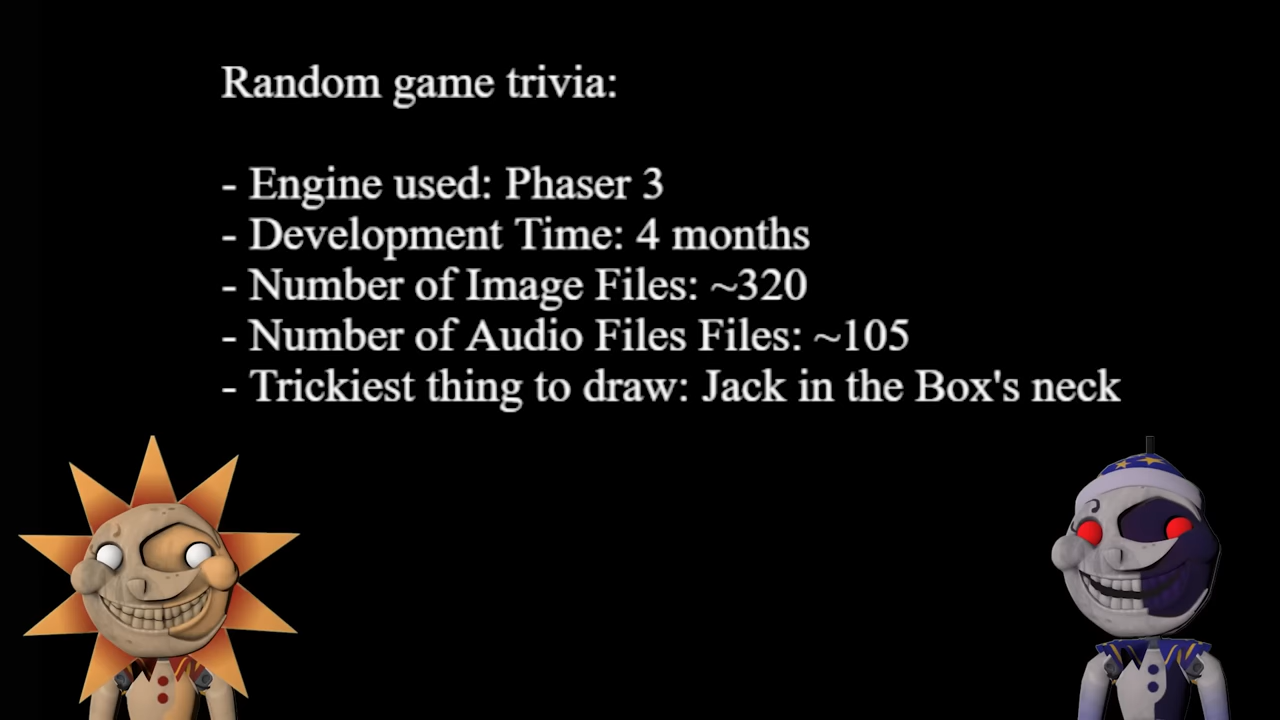 Random game trivia:
- Engine used: Phaser 3
- Development Time: 4 months
- Number of Image Files: ~320
- Number of Audio Files Files: ~105
- Trickiest thing to draw: Jack in the Box's neck